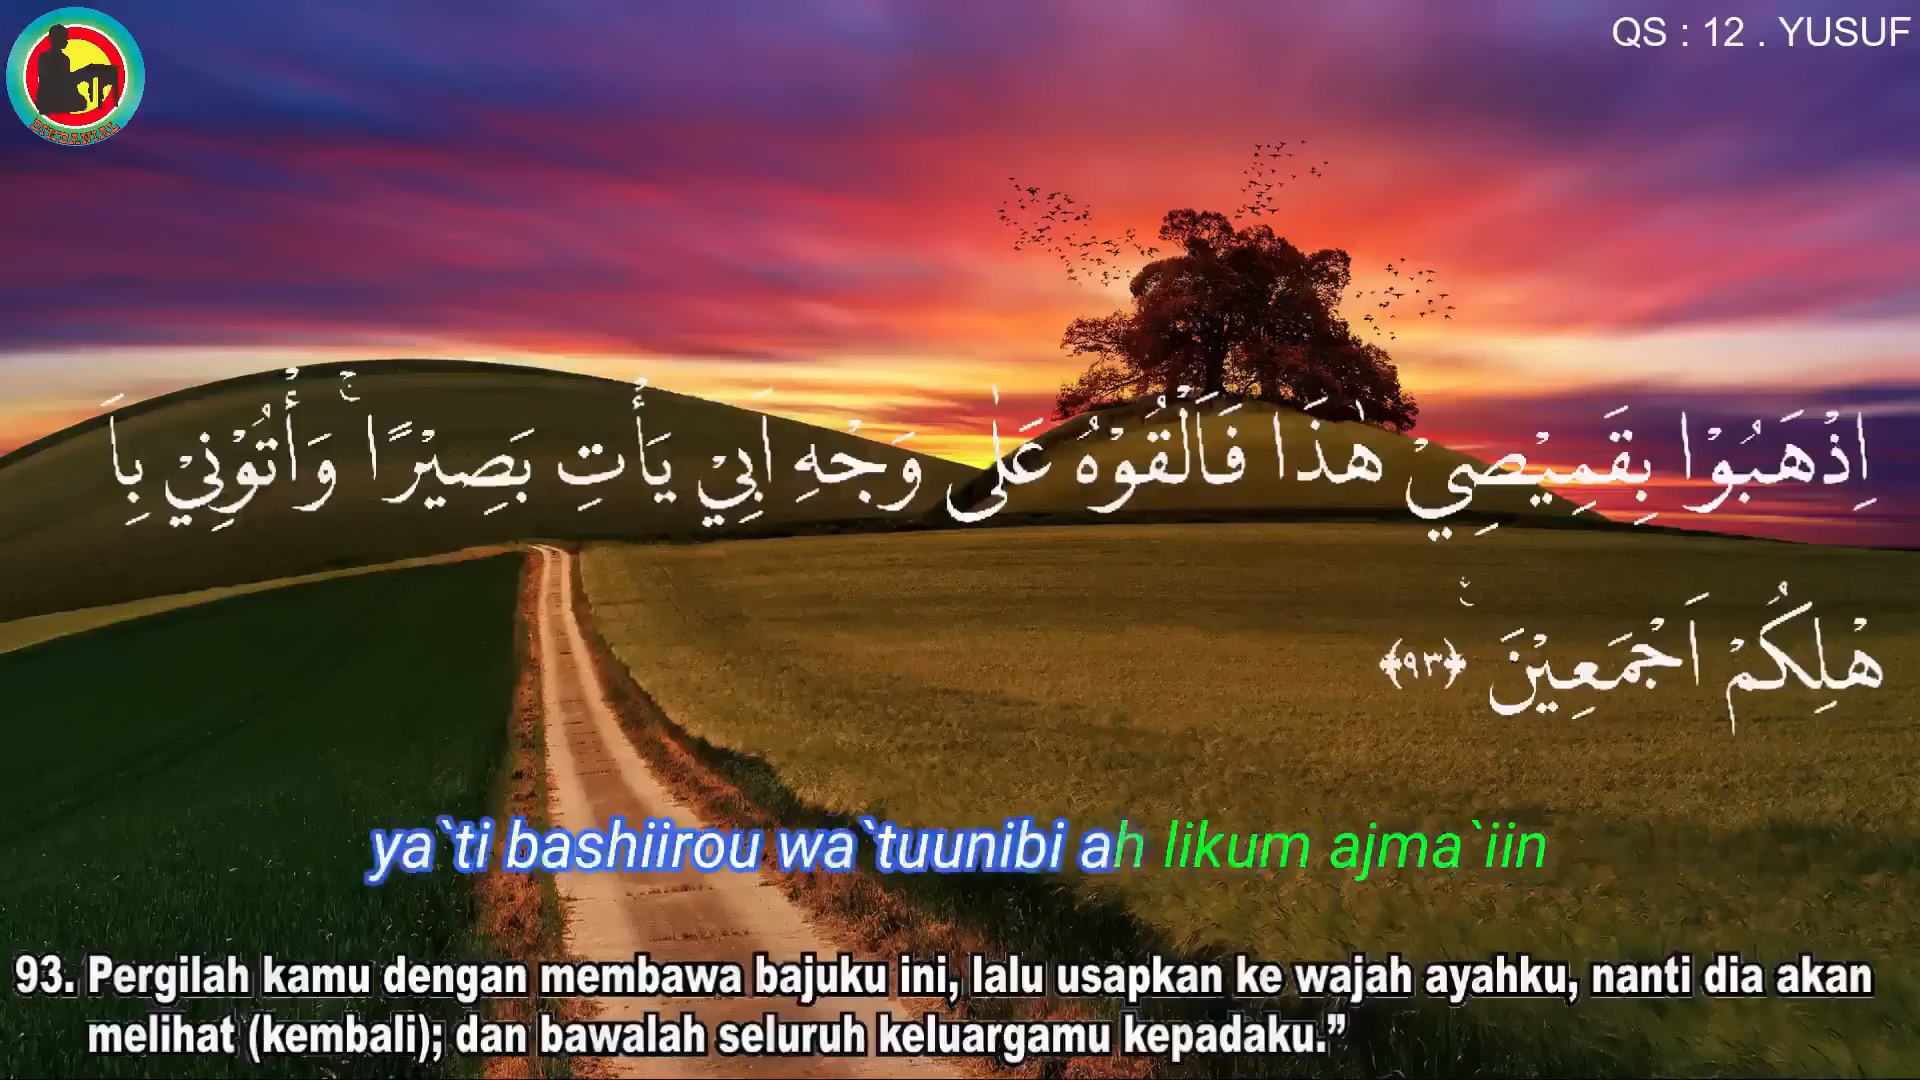 QS : 12 . YUSUF
DIKDANIAL
اِذْهَبُوْا بِقَمِيْصِيْ هٰذَا فَاَلْقُوْهُ عَلٰى وَجْهِ اَبِيْ يَأْتِ بَصِيْرًا ۚ وَأْتُوْنِيْ بِاَ
هْلِكُمْ اَجْمَعِيْنَ ۚ ﴿٩٣﴾
ya`ti bashiirou wa`tuunibi ah likum ajma`iin
93. Pergilah kamu dengan membawa bajuku ini, lalu usapkan ke wajah ayahku, nanti dia akan
melihat (kembali); dan bawalah seluruh keluargamu kepadaku.”